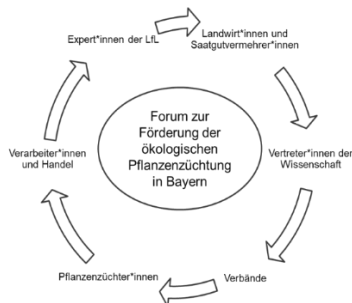 Expert*innen der LfL
Landwirt*innen und
Saatgutvermehrer*innen
Forum zur
Förderung der
ökologischen
Pflanzenzüchtung
in Bayern
Verarbeiter*innen
und Handel
Vertreter*innen der
Wissenschaft
Pflanzenzüchter*innen
Verbände